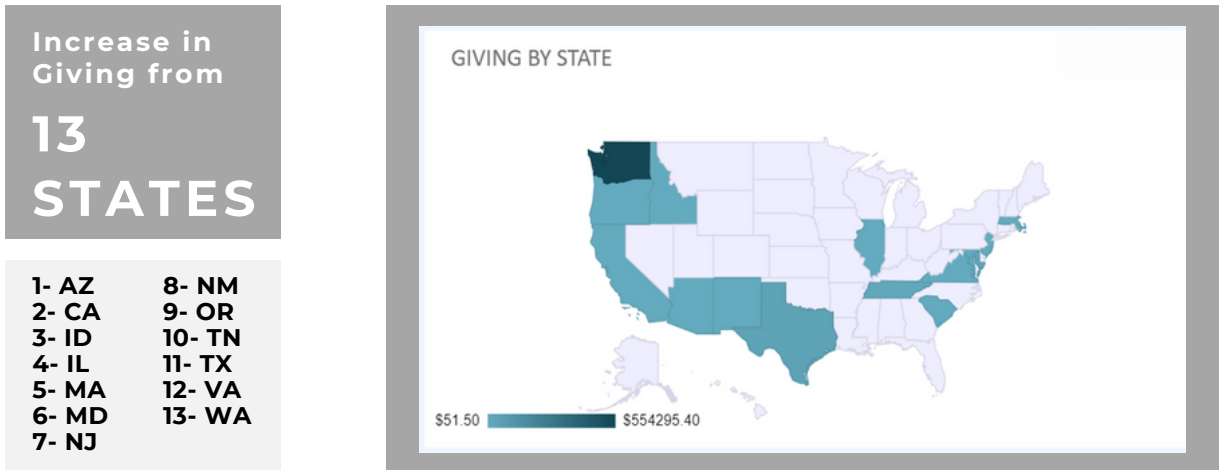 Increase in
Giving from
13
STATES
1- AZ
2- CA
3- ID
4- IL
5- MA
6- MD
7- NJ
8- NM
9- OR
10- TN
11- TX
12- VA
13- WA
GIVING BY STATE
$51.50
$554295.40